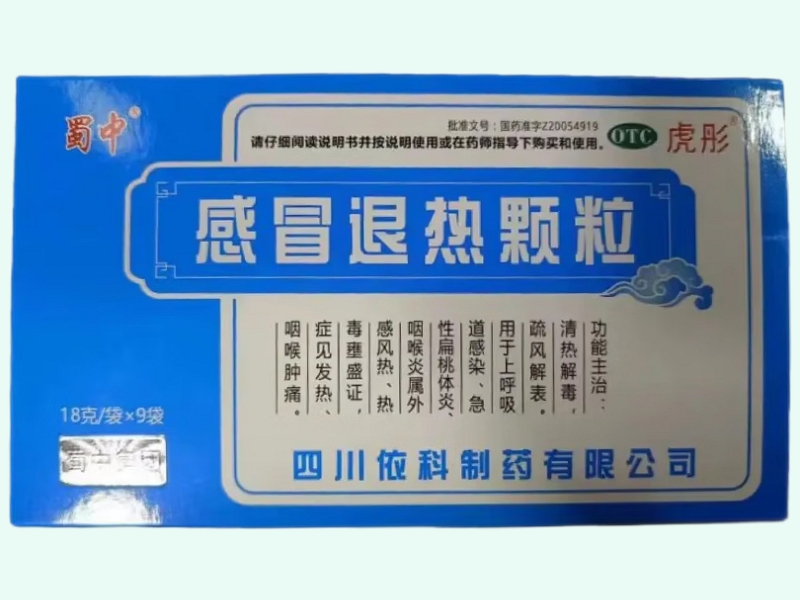 蜀中®
批准文号：国药准字Z20054919
请仔细阅读说明书并按说明使用或在药师指导下购买和使用。
OTC
虎彤®
感冒退热颗粒
功能主治：
清热解毒，
疏风解表。
用于上呼吸
道感染、急
性扁桃体炎、
咽喉炎属外
感风热、热
毒壅盛证，
症见发热、
咽喉肿痛。
18克/袋×9袋
蜀中集团
四川依科制药有限公司